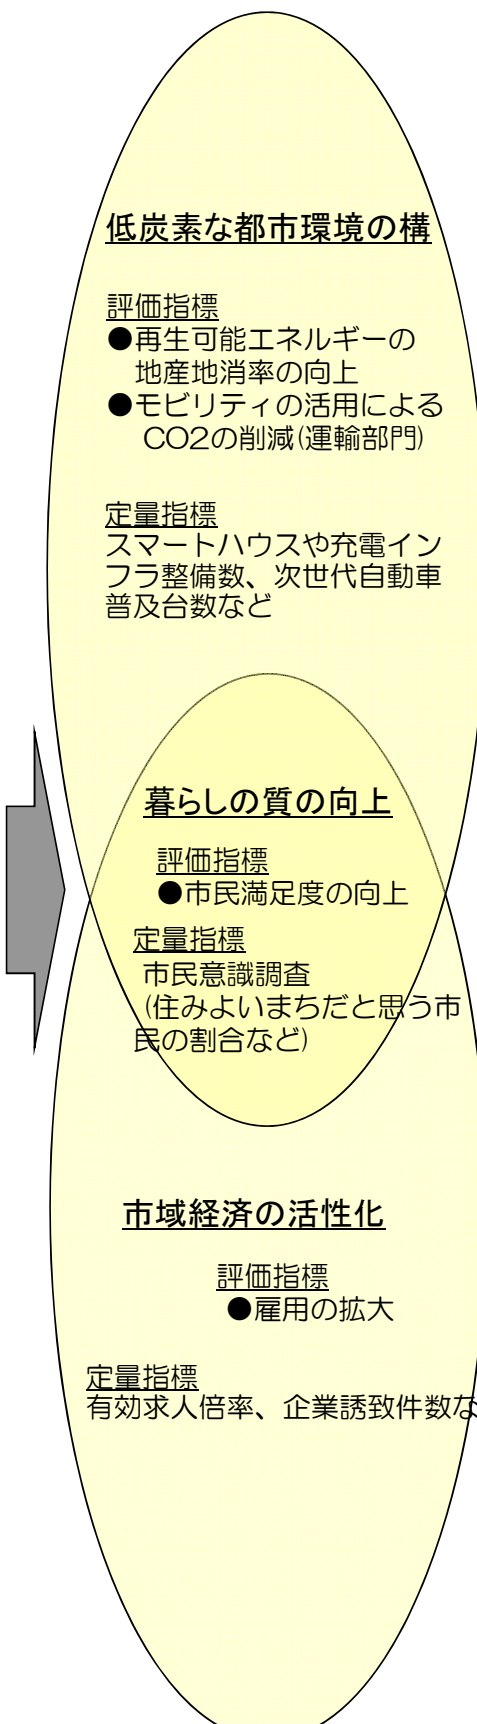 低炭素な都市環境の構
評価指標
●再生可能エネルギーの
地産地消率の向上
●モビリティの活用による
CO2の削減(運輸部門)
定量指標
スマートハウスや充電イン
フラ整備数、次世代自動車
普及台数など
暮らしの質の向上
評価指標
●市民満足度の向上
定量指標
市民意識調査
(住みよいまちだと思う市
民の割合など)
市域経済の活性化
評価指標
●雇用の拡大
定量指標
有効求人倍率、企業誘致件数な